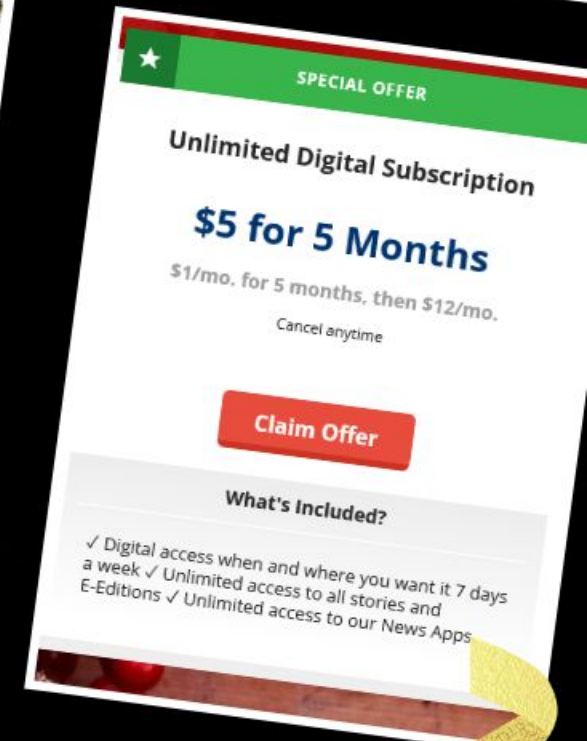 SPECIAL OFFER
Unlimited Digital Subscription
$5 for 5 Months
$1/mo. for 5 months, then $12/mo.
Cancel anytime
Claim Offer
What's Included?
✓ Digital access when and where you want it 7 days
a week ✓ Unlimited access to all stories and
E-Editions ✓ Unlimited access to our News Apps